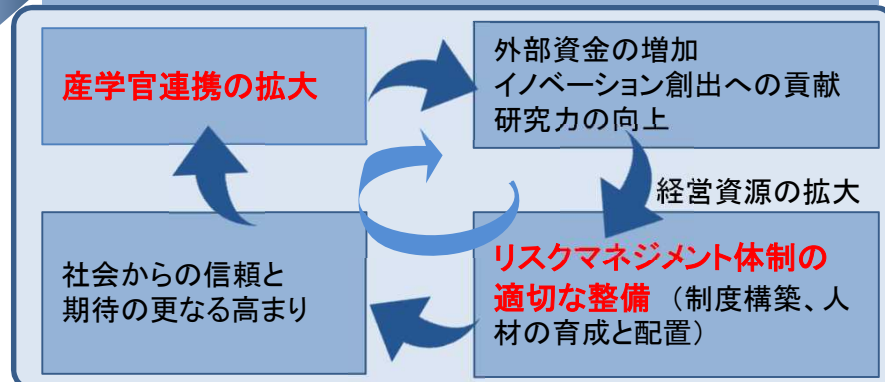 産学官連携の拡大
外部資金の増加
イノベーション創出への貢献
研究力の向上
経営資源の拡大
リスクマネジメント体制の
適切な整備 （制度構築、人
材の育成と配置）
社会からの信頼と
期待の更なる高まり